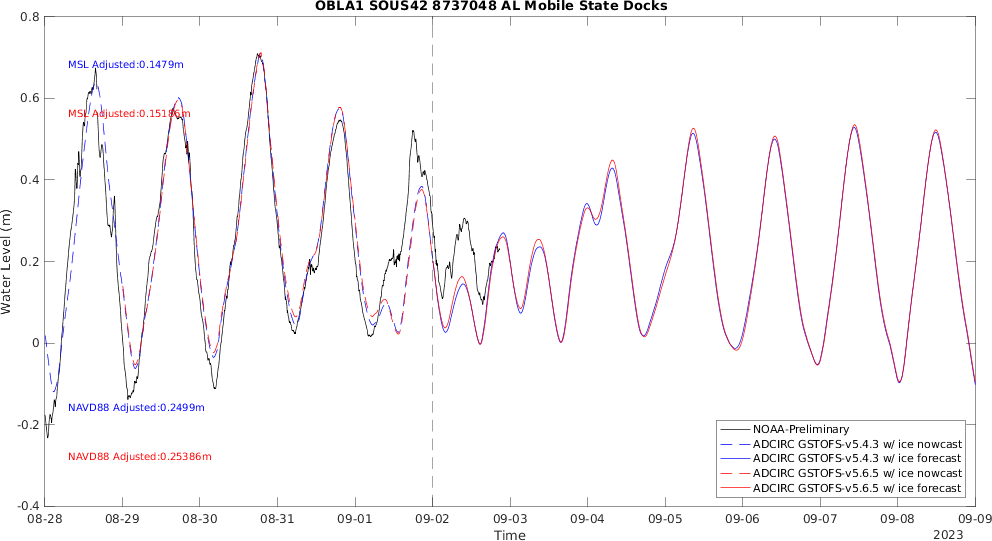 OBLA1 SOUS42 8737048 AL Mobile State Docks
0.8
0.6
0.4
0.2
0
-0.2
-0.4
Water Level (m)
MSL Adjusted:0.1479m
MSL Adjusted:0.15186m
NAVD88 Adjusted:0.2499m
NAVD88 Adjusted:0.25386m
NOAA-Preliminary
ADCIRC GSTOFS-v5.4.3 w/ ice nowcast
ADCIRC GSTOFS-v5.4.3 w/ ice forecast
ADCIRC GSTOFS-v5.6.5 w/ ice nowcast
ADCIRC GSTOFS-v5.6.5 w/ ice forecast
08-28 08-29 08-30 08-31 09-01 09-02 09-03 09-04 09-05 09-06 09-07 09-08 09-09
Time
2023